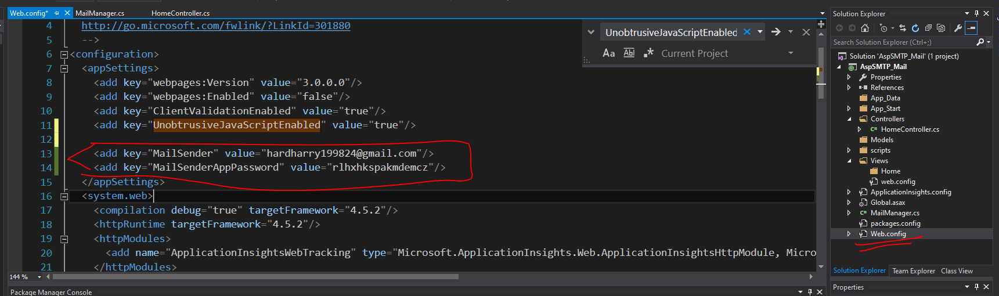 Web.config*
MailManager.cs
HomeController.cs
4 http://go.microsoft.com/fwlink/?LinkId=301880
5 -->
6 <configuration>
7 <appSettings>
8 <add key="webpages:Version" value="3.0.0.0"/>
9 <add key="webpages:Enabled" value="false"/>
10 <add key="ClientValidationEnabled" value="true"/>
11 <add key="UnobtrusiveJavaScriptEnabled" value="true"/>
12
13 <add key="MailSender" value="hardharry199824@gmail.com"/>
14 <add key="MailSenderAppPassword" value="rlhxhkspakmdemcz"/>
15 </appSettings>
16 <system.web>
17 <compilation debug="true" targetFramework="4.5.2"/>
18 <httpRuntime targetFramework="4.5.2"/>
19 <httpModules>
20 <add name="ApplicationInsightsWebTracking" type="Microsoft.ApplicationInsights.Web.ApplicationInsightsHttpModule, Micro
21 </httpModules>
144 %
Package Manager Console
UnobtrusiveJavaScriptEnabled
Aa Abl .* Current Project
Solution Explorer
Search Solution Explorer (Ctrl+;)
Solution 'AspSMTP_Mail' (1 project)
AspSMTP_Mail
Properties
References
App_Data
App_Start
Controllers
C# HomeController.cs
Models
scripts
Views
Home
web.config
ApplicationInsights.config
Global.asax
C# MailManager.cs
packages.config
Web.config
Solution Explorer Team Explorer Class View
Properties